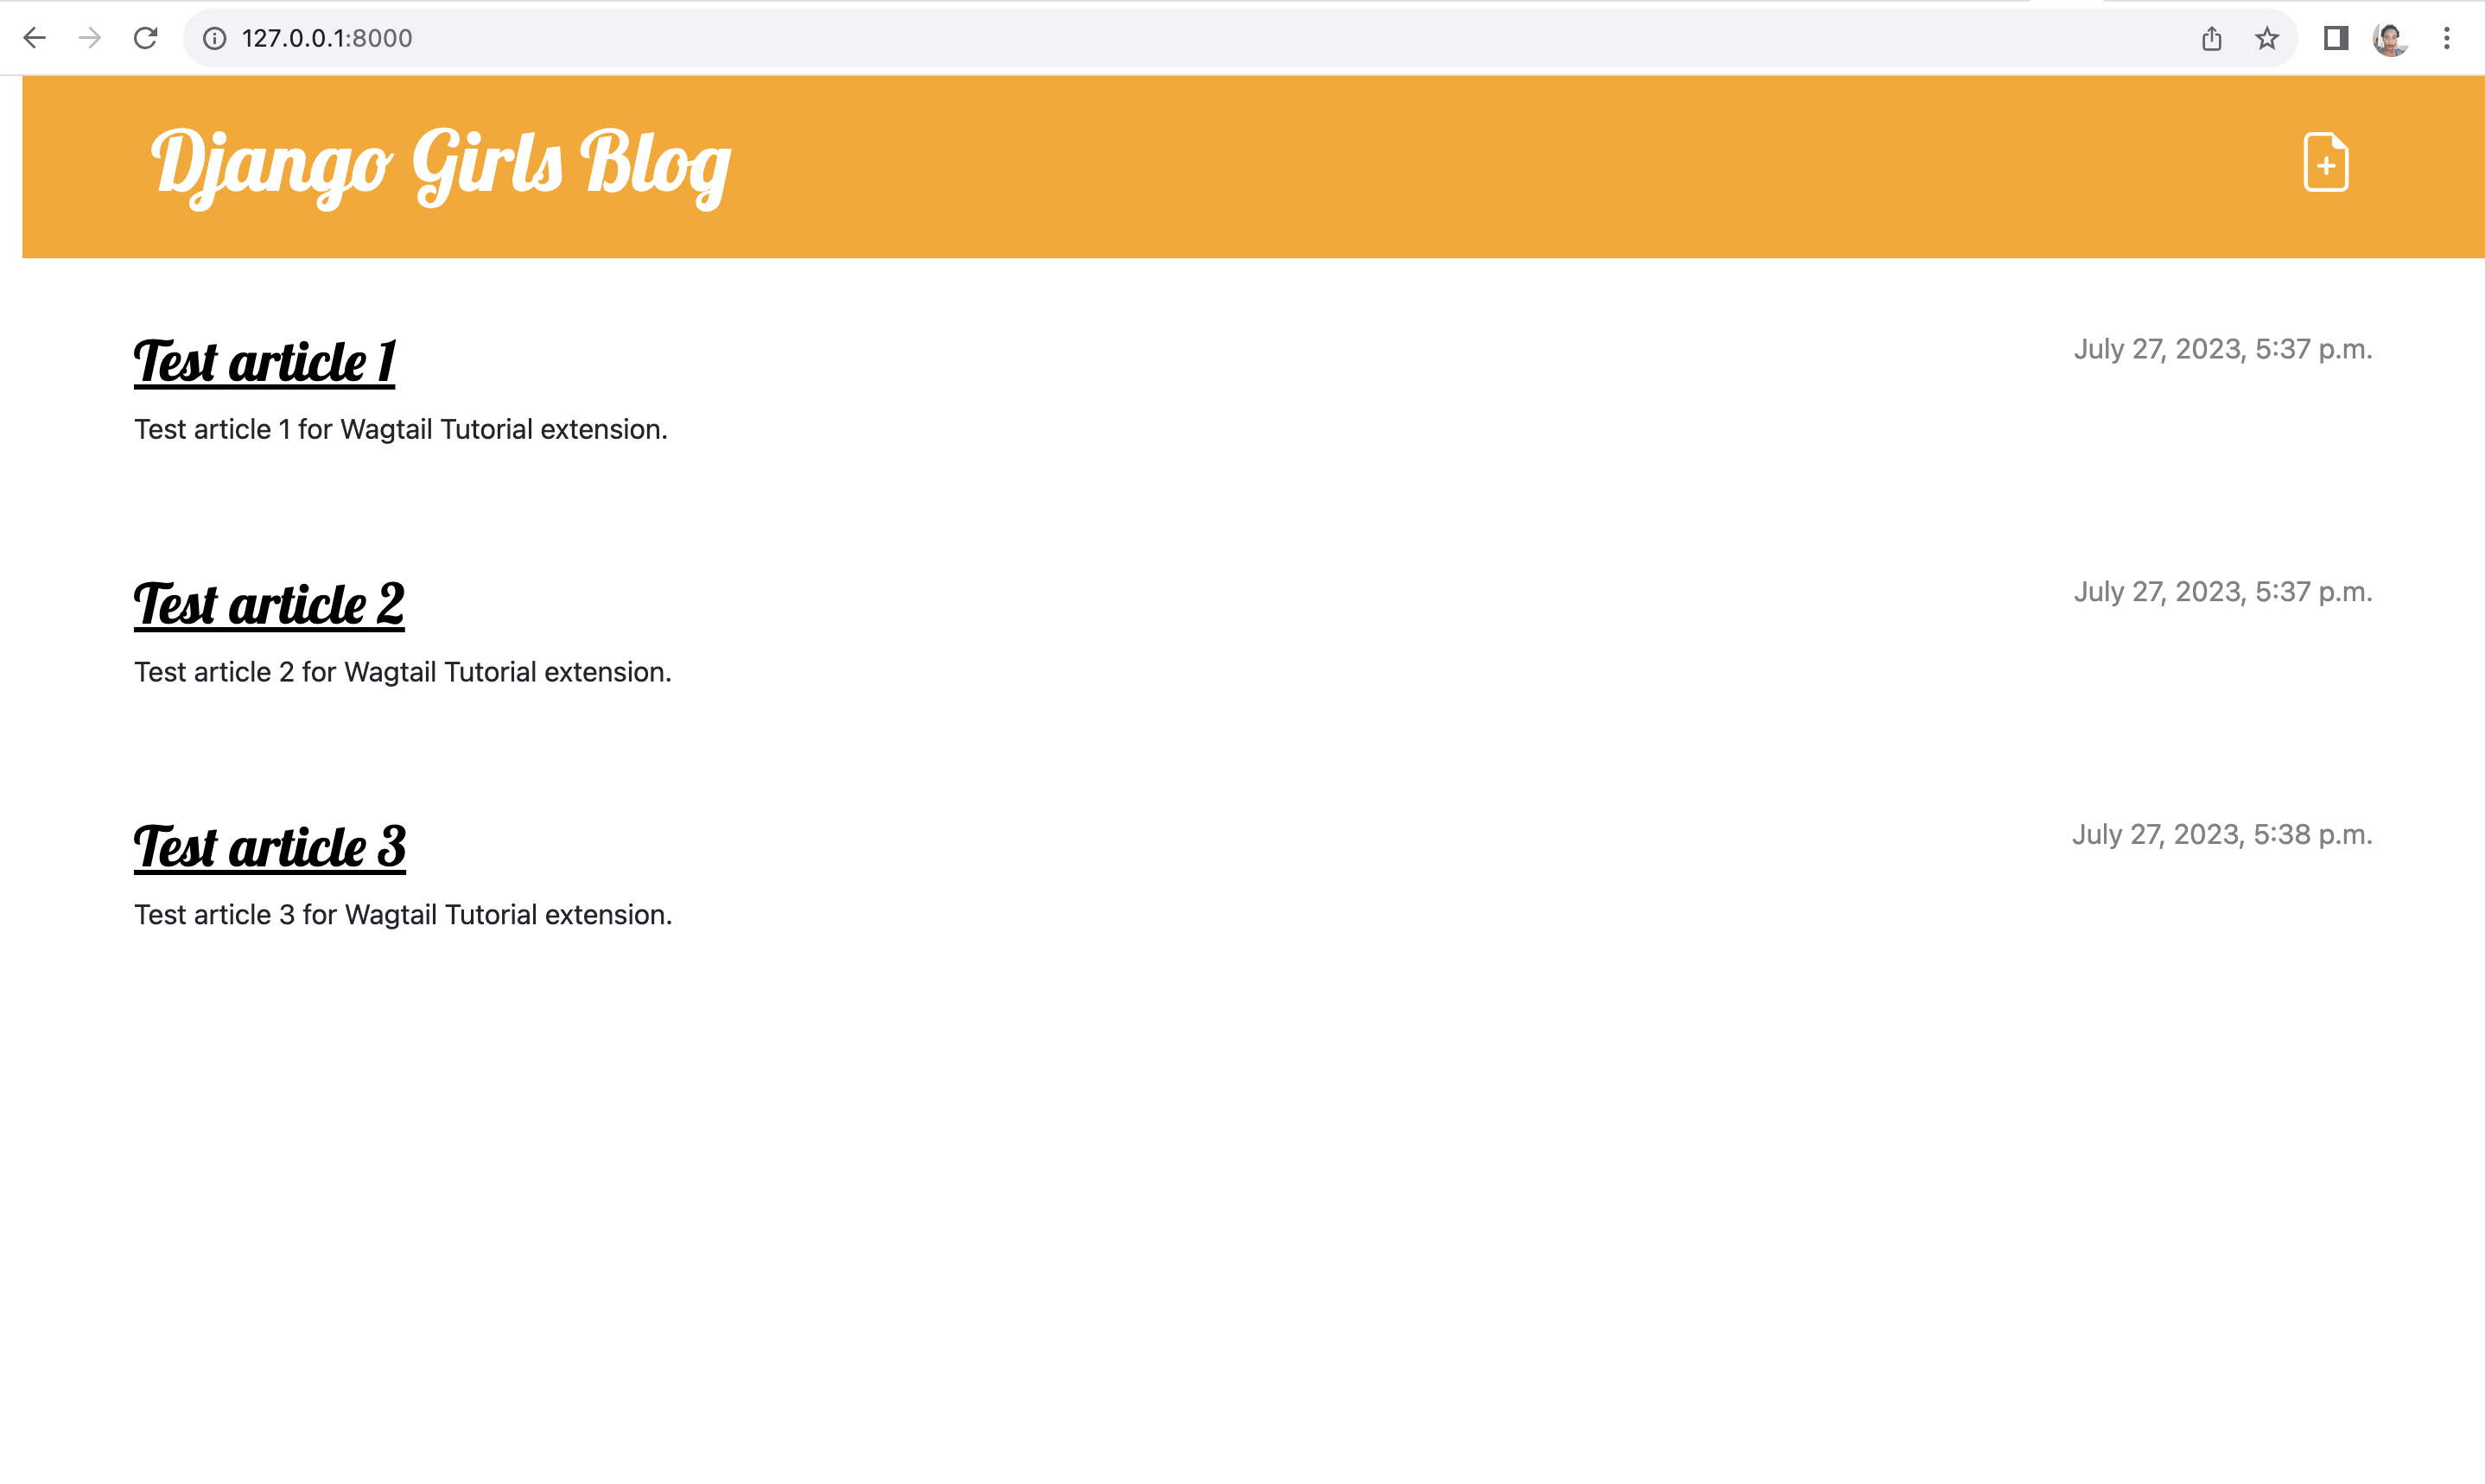 127.0.0.1:8000
Django Girls Blog
Test article 1
July 27, 2023, 5:37 p.m.
Test article 1 for Wagtail Tutorial extension.
Test article 2
July 27, 2023, 5:37 p.m.
Test article 2 for Wagtail Tutorial extension.
Test article 3
July 27, 2023, 5:38 p.m.
Test article 3 for Wagtail Tutorial extension.